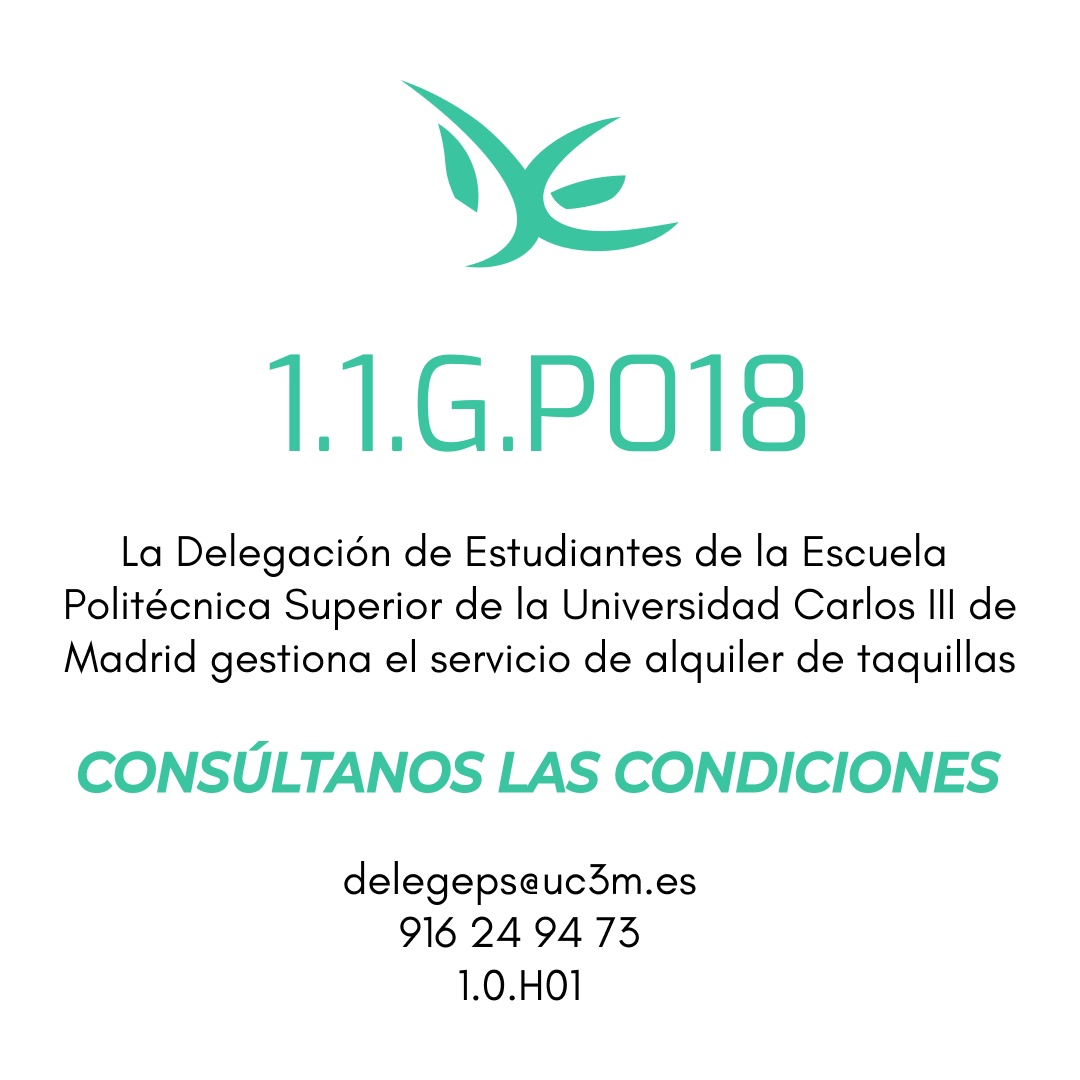 1.1.G.P018
La Delegación de Estudiantes de la Escuela
Politécnica Superior de la Universidad Carlos III de
Madrid gestiona el servicio de alquiler de taquillas
CONSÚLTANOS LAS CONDICIONES
delegeps@uc3m.es
916 24 94 73
1.0.H01